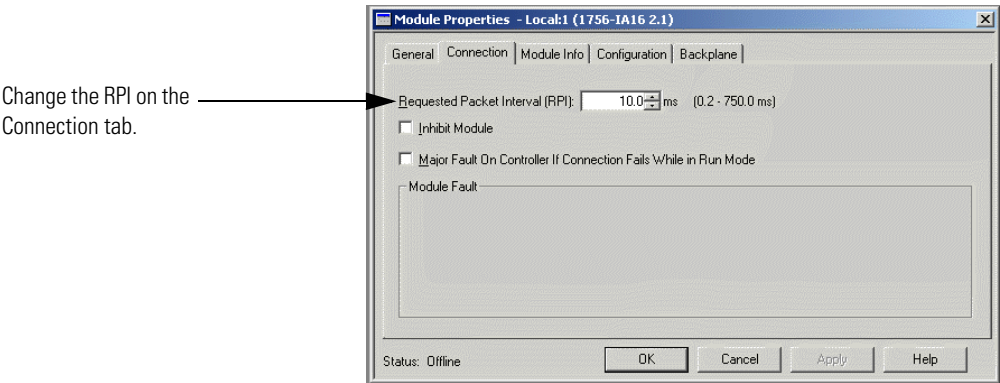 Module Properties - Local:1 (1756-IA16 2.1)
General Connection Module Info Configuration Backplane
Change the RPI on the
Connection tab.
Requested Packet Interval (RPI): 10.0 ms (0.2 - 750.0 ms)
Inhibit Module
Major Fault On Controller If Connection Fails While in Run Mode
Module Fault
Status: Offline OK Cancel Apply Help